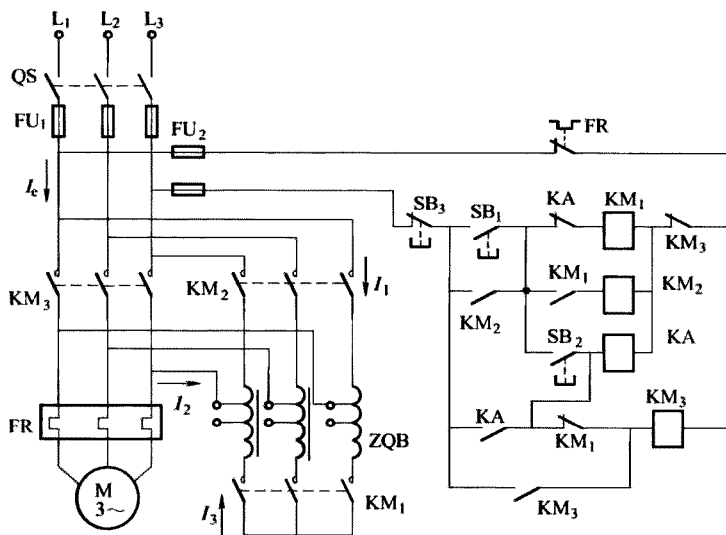 L₁ L₂ L₃
QS
FU₁
FU₂
FR
Ic
SB₃
SB₁
KA
KM₁
KM₃
KM₃
KM₂
I₁
KM₂
KM₁
KM₂
SB₂
KA
I₂
FR
ZQB
KA
KM₁
KM₃
M
3~
I₃
KM₁
KM₃